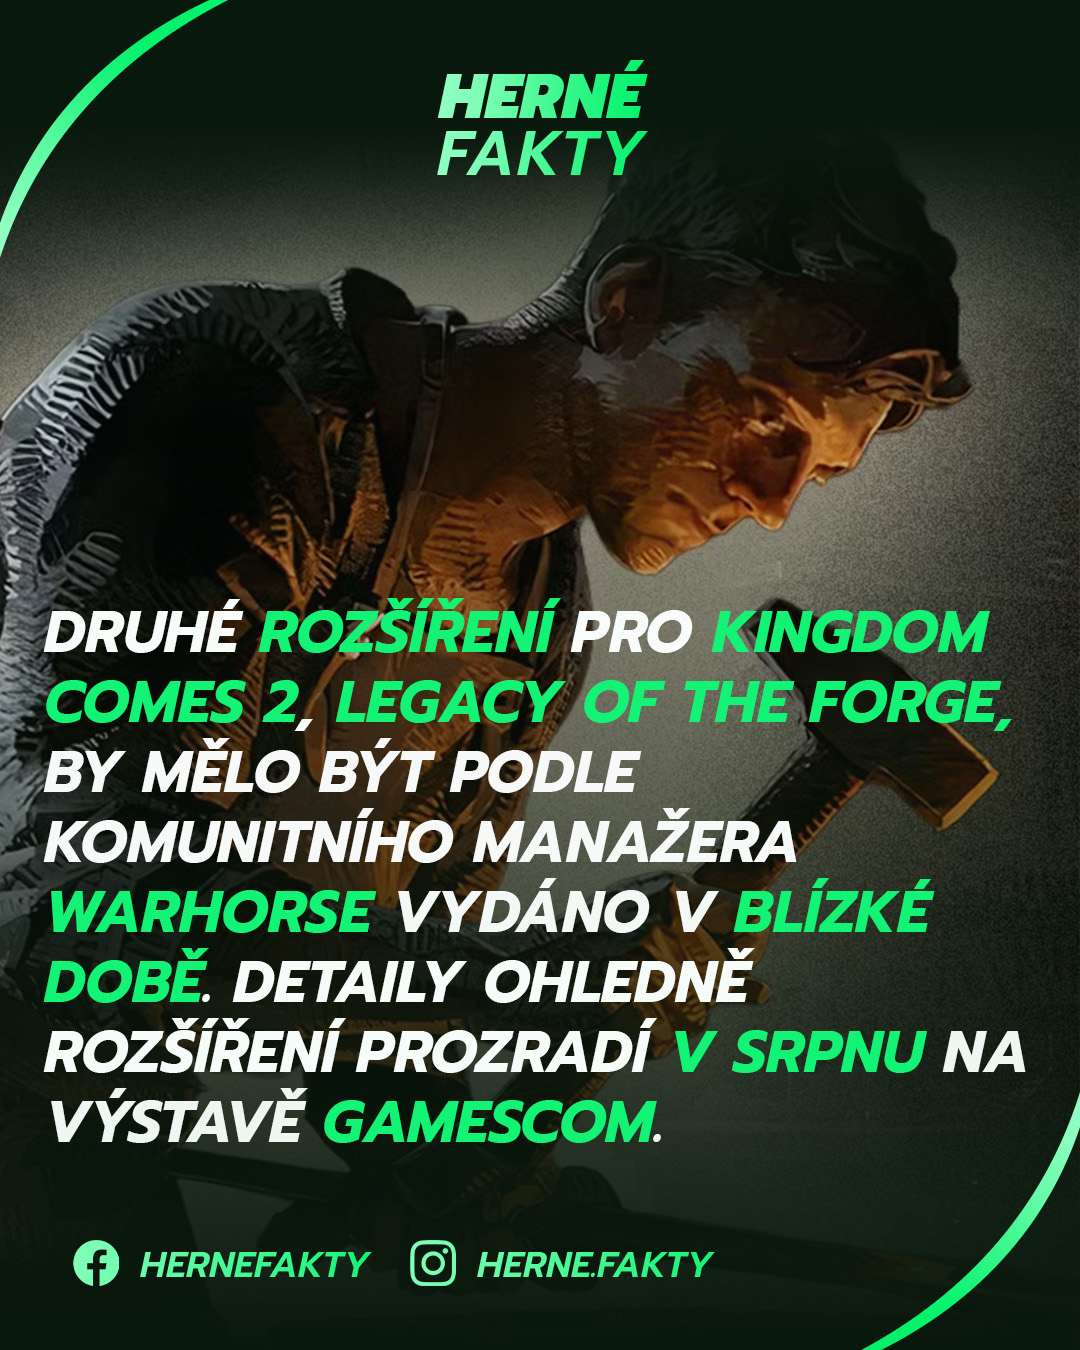 HERNÉ
FAKTY
DRUHÉ ROZŠÍŘENÍ PRO KINGDOM
COMES 2, LEGACY OF THE FORGE,
BY MĚLO BÝT PODLE
KOMUNITNÍHO MANAŽERA
WARHORSE VYDÁNO V BLÍZKÉ
DOBĚ. DETAILY OHLEDNĚ
ROZŠÍŘENÍ PROZRADÍ V SRPNU NA
VÝSTAVĚ GAMESCOM.
HERNEFAKTY HERNE.FAKTY